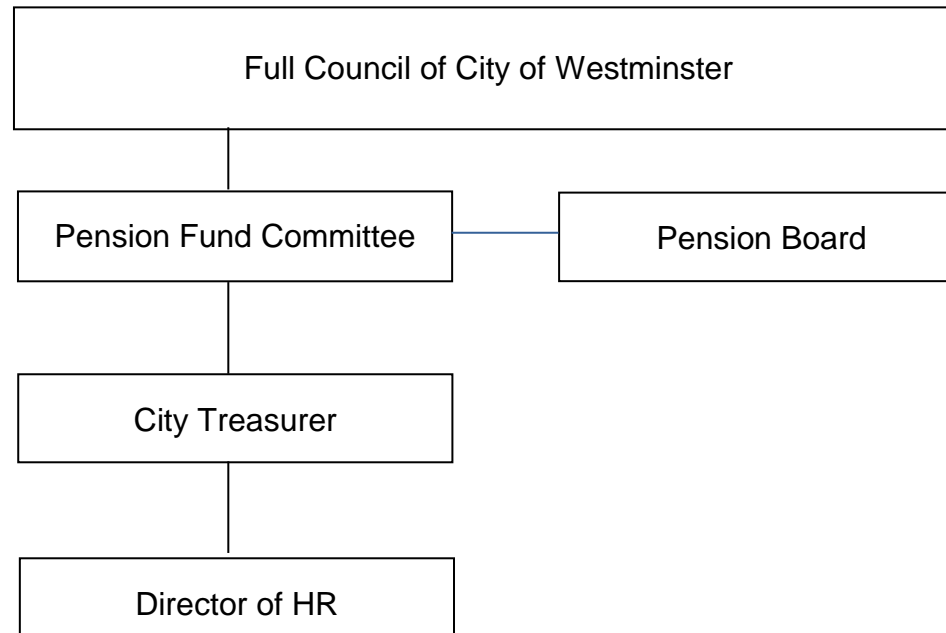 Full Council of City of Westminster
Pension Fund Committee
Pension Board
City Treasurer
Director of HR